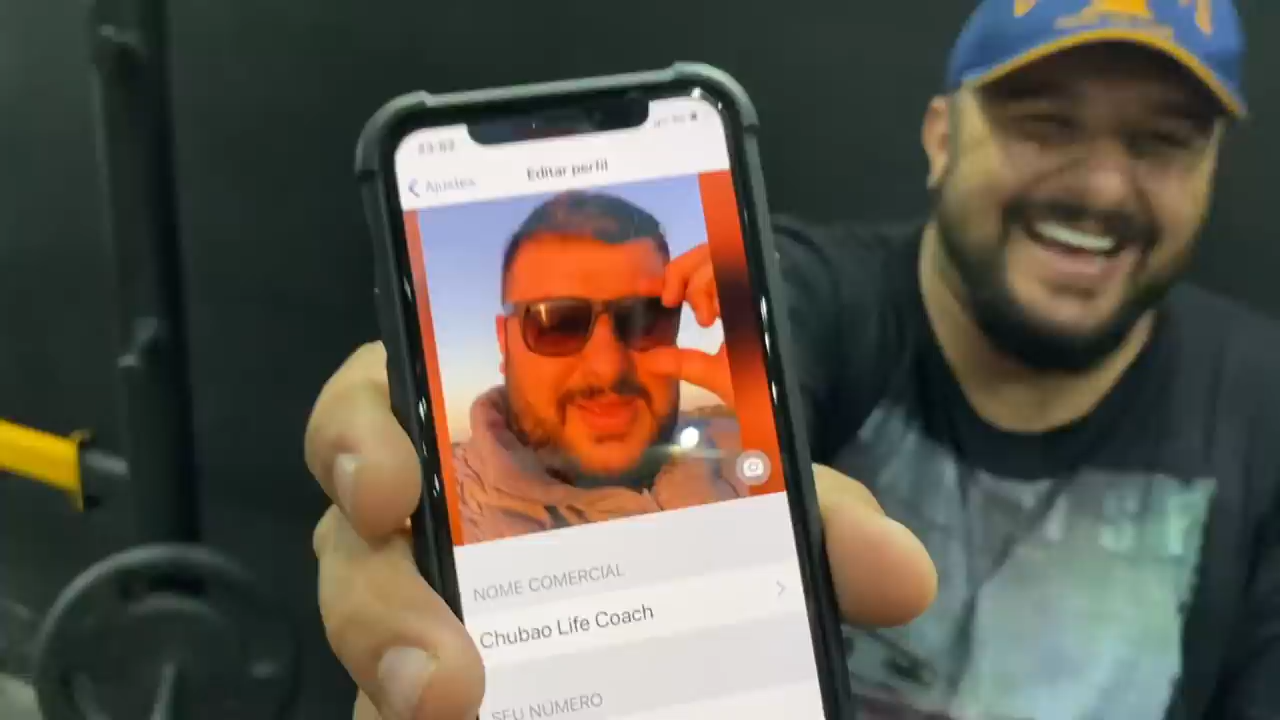 Ajustes
Editar perfil
NOME COMERCIAL
Chubao Life Coach
SEU NÚMERO